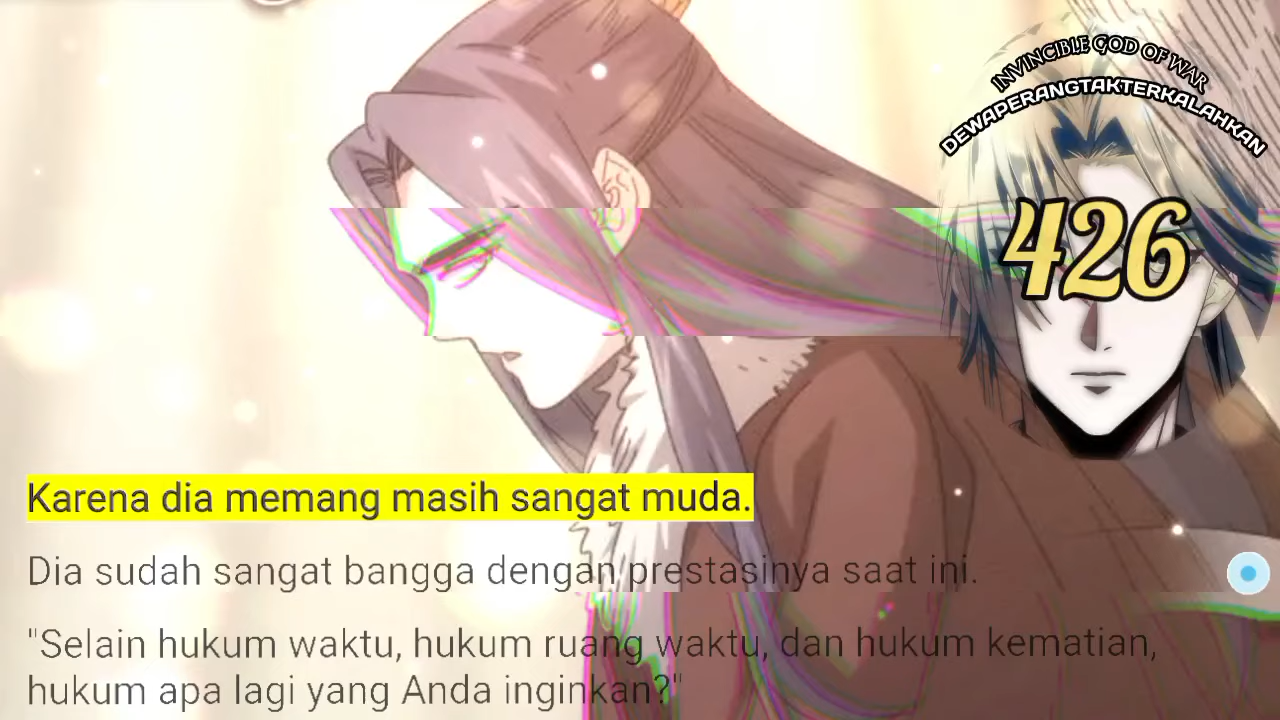 INVINCIBLE GOD OF WAR
DEWAPERANGTAKTERKALAHKAN
426
Karena dia memang masih sangat muda.
Dia sudah sangat bangga dengan prestasinya saat ini.
"Selain hukum waktu, hukum ruang waktu, dan hukum kematian,
hukum apa lagi yang Anda inginkan?"